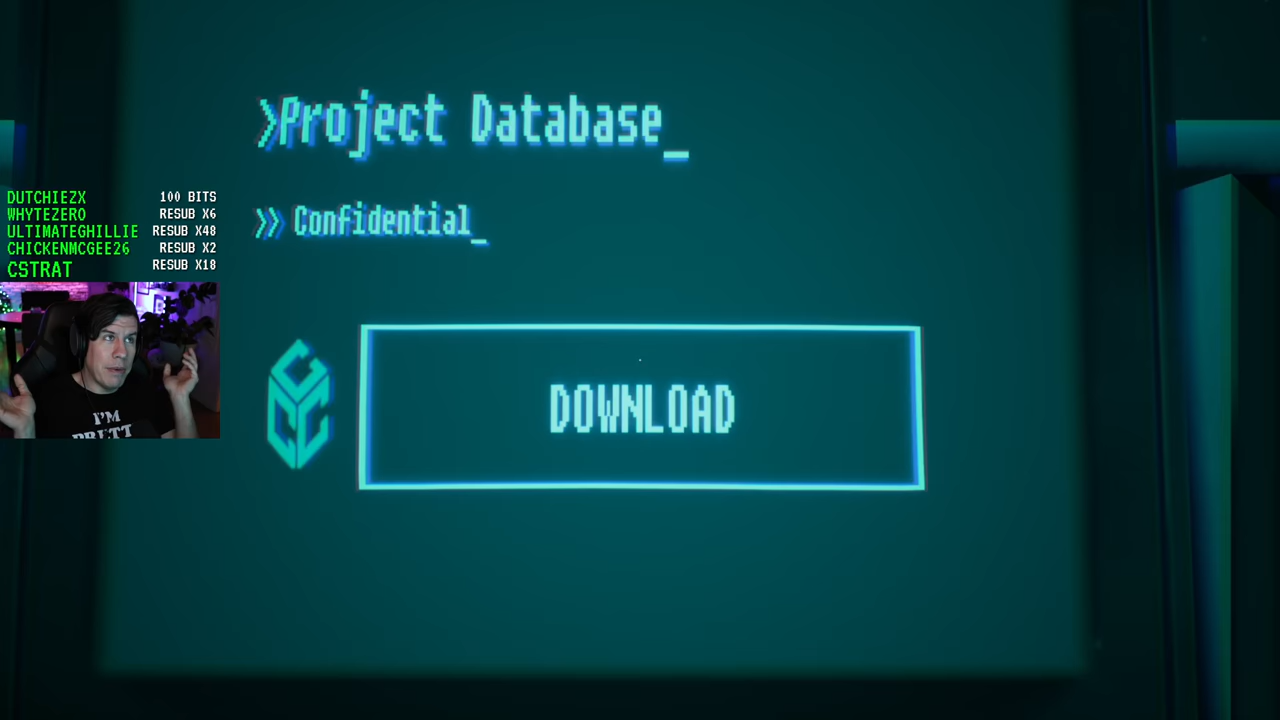 >Project Database_
>> Confidential_
DOWNLOAD
DUTCHIEZX 100 BITS
WHYTEZERO RESUB X6
ULTIMATEGHILLIE RESUB X48
CHICKENMCGEE26 RESUB X2
CSTRAT RESUB X18
I'M
PRETT